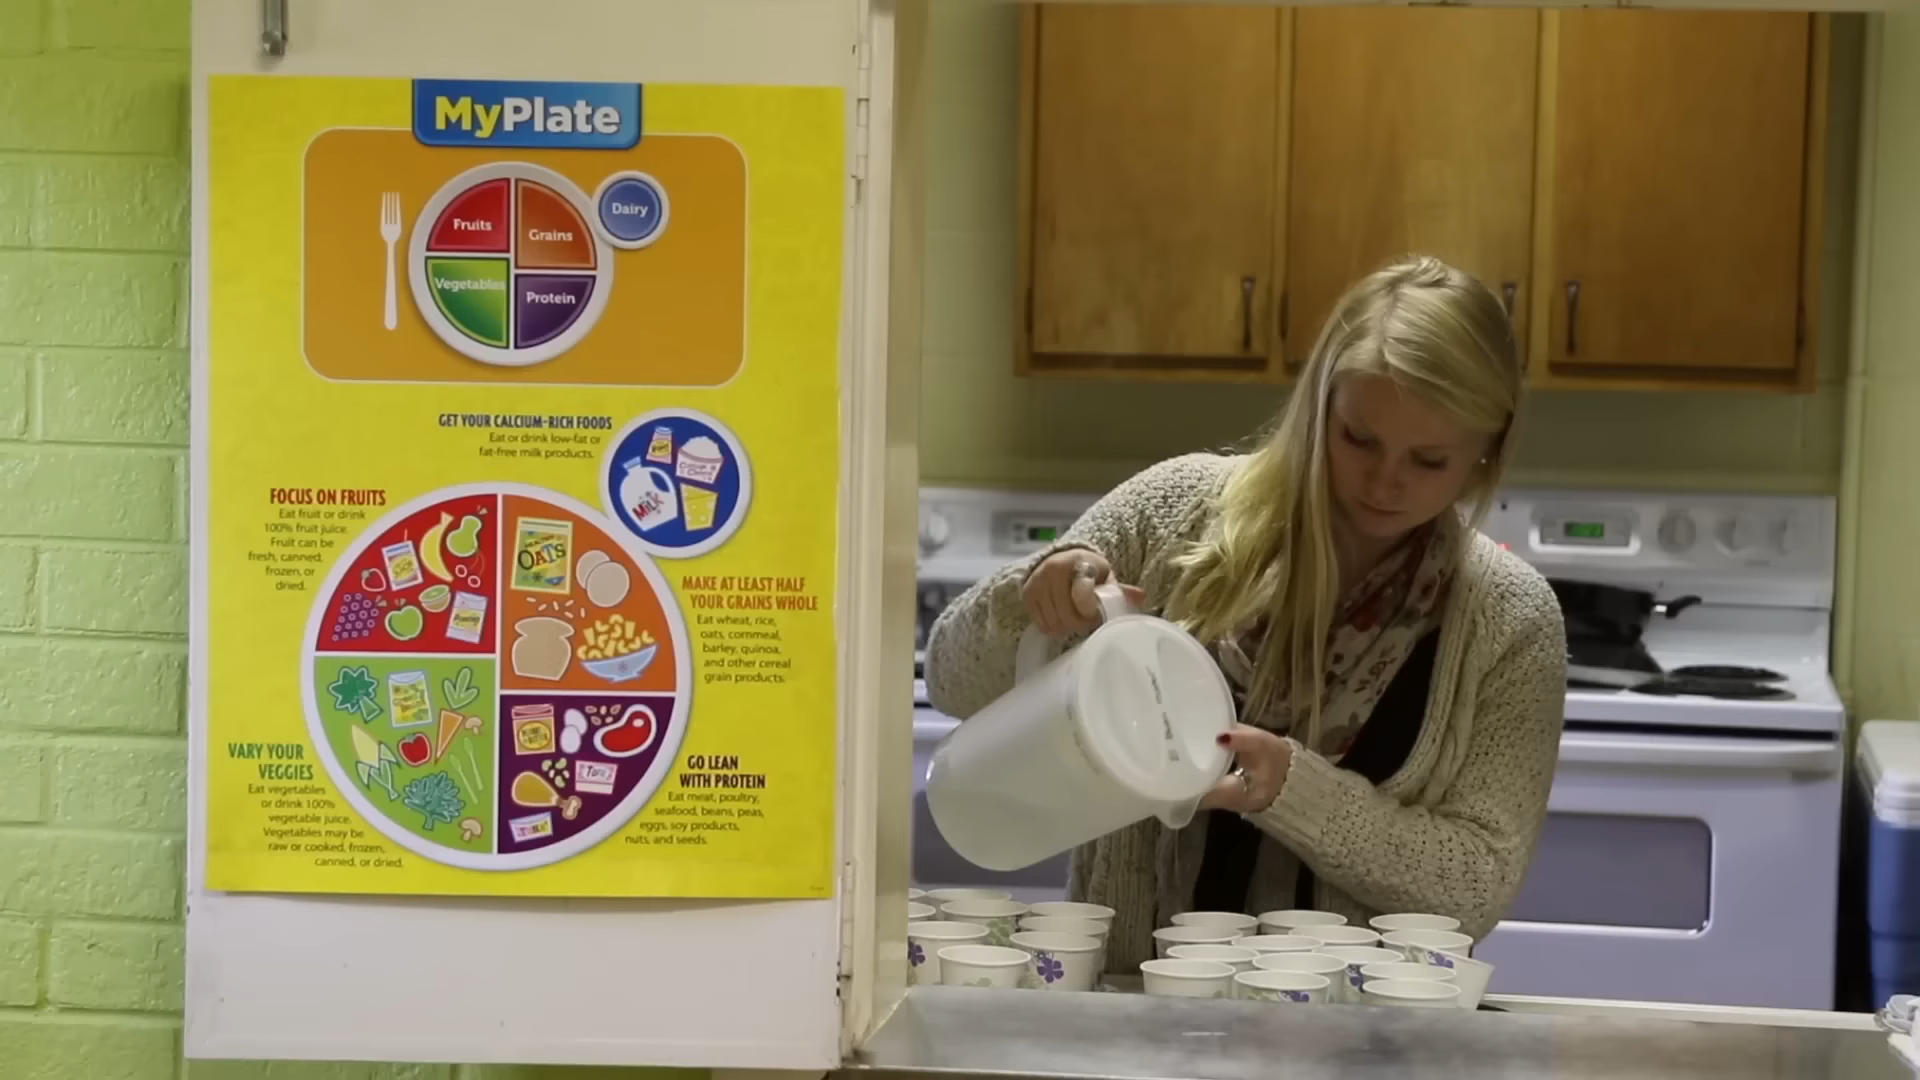 MyPlate
Fruits
Grains
Dairy
Vegetables
Protein
GET YOUR CALCIUM-RICH FOODS
Eat or drink low-fat or
fat-free milk products.
MILK
FOCUS ON FRUITS
Eat fruit or drink
100% fruit juice.
Fruit can be
fresh, canned,
frozen, or
dried.
OATS
MAKE AT LEAST HALF
YOUR GRAINS WHOLE
Eat wheat, rice,
oats, cornmeal,
barley, quinoa,
and other cereal
grain products.
VARY YOUR
VEGGIES
Eat vegetables
or drink 100%
vegetable juice.
Vegetables may be
raw or cooked, frozen,
canned, or dried.
TOFU
GO LEAN
WITH PROTEIN
Eat meat, poultry,
seafood, beans, peas,
eggs, soy products,
nuts, and seeds.